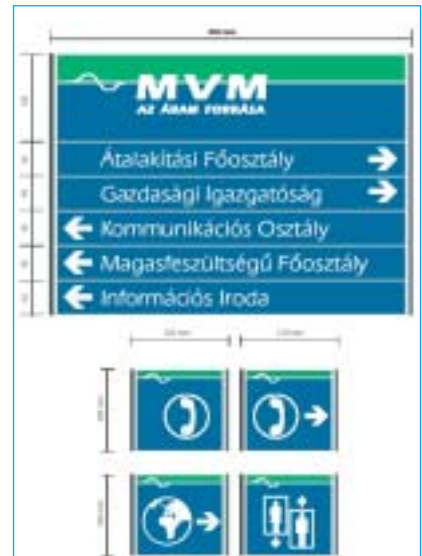 MVM
AZ ÁRAM FORRÁSA
Átalakítási Főosztály
Gazdasági Igazgatóság
Kommunikációs Osztály
Magasfeszültségű Főosztály
Információs Iroda